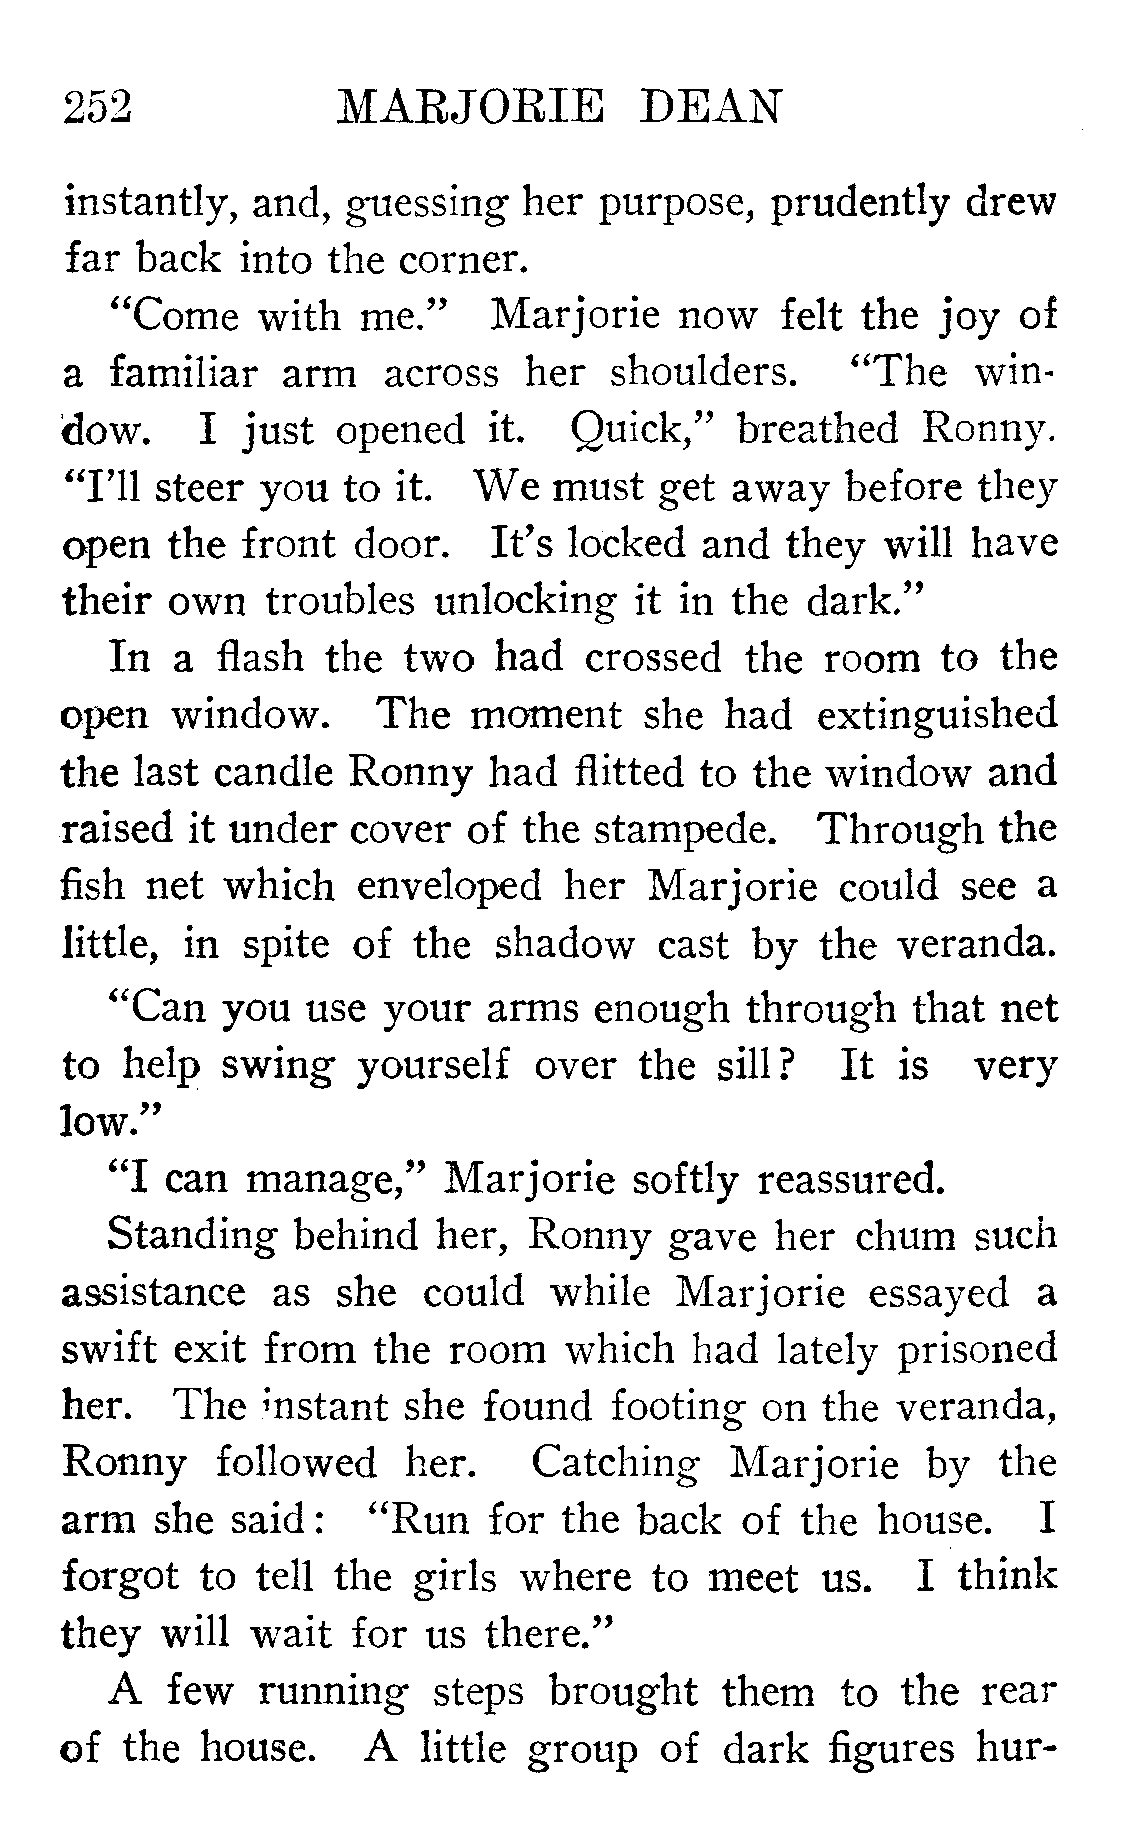 252 MARJORIE DEAN
instantly, and, guessing her purpose, prudently drew
far back into the corner.
“Come with me.” Marjorie now felt the joy of
a familiar arm across her shoulders. “The win-
dow. I just opened it. Quick,” breathed Ronny.
“I’ll steer you to it. We must get away before they
open the front door. It’s locked and they will have
their own troubles unlocking it in the dark.”
In a flash the two had crossed the room to the
open window. The moment she had extinguished
the last candle Ronny had flitted to the window and
raised it under cover of the stampede. Through the
fish net which enveloped her Marjorie could see a
little, in spite of the shadow cast by the veranda.
“Can you use your arms enough through that net
to help swing yourself over the sill? It is very
low.”
“I can manage,” Marjorie softly reassured.
Standing behind her, Ronny gave her chum such
assistance as she could while Marjorie essayed a
swift exit from the room which had lately prisoned
her. The instant she found footing on the veranda,
Ronny followed her. Catching Marjorie by the
arm she said: “Run for the back of the house. I
forgot to tell the girls where to meet us. I think
they will wait for us there.”
A few running steps brought them to the rear
of the house. A little group of dark figures hur-